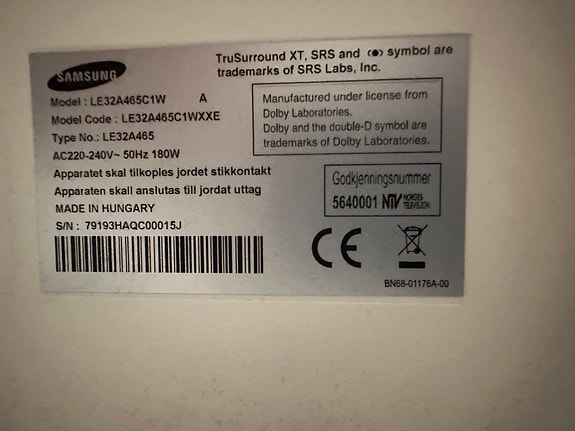 SAMSUNG
TruSurround XT, SRS and (●) symbol are
trademarks of SRS Labs, Inc.
Model : LE32A465C1W A
Model Code : LE32A465C1WXXE
Type No.: LE32A465
AC220-240V~ 50Hz 180W
Apparatet skal tilkoples jordet stikkontakt
Apparaten skall anslutas till jordat uttag
MADE IN HUNGARY
S/N : 79193HAQC00015J
Manufactured under license from
Dolby Laboratories.
Dolby and the double-D symbol are
trademarks of Dolby Laboratories.
Godkjenningsnummer
5640001 NTV NORGES
TELEVISJON
CE
BN68-01176A-00